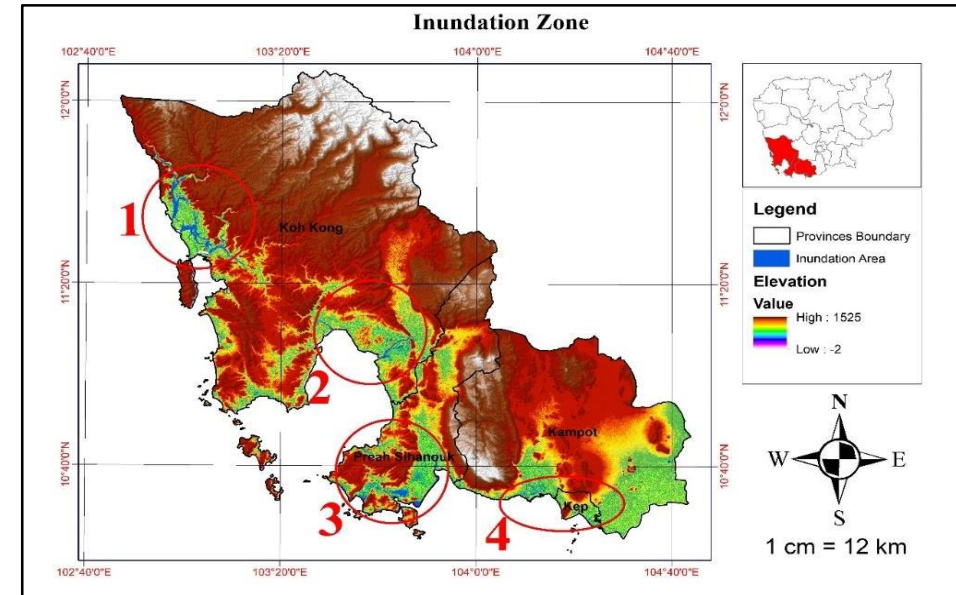 Inundation Zone
102°40'0"E
103°20'0"E
104°0'0"E
104°40'0"E
12°0'0"N
12°0'0"N
1
Koh Kong
11°20'0"N
11°20'0"N
2
Kampot
Preah Sihanouk
10°40'0"N
10°40'0"N
3
4
Kep
102°40'0"E
103°20'0"E
104°0'0"E
104°40'0"E
Legend
Provinces Boundary
Inundation Area
Elevation
Value
High : 1525
Low : -2
N
W
E
S
1 cm = 12 km